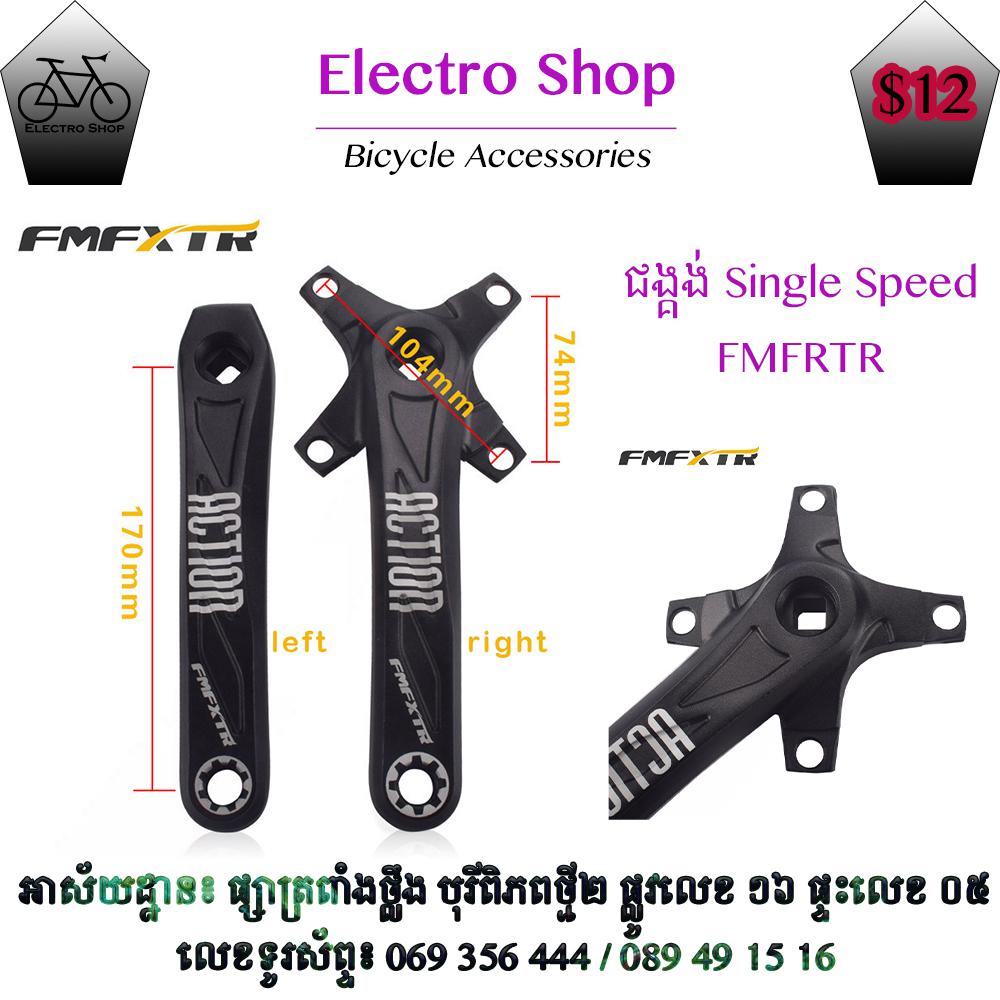 Electro Shop
Electro Shop
$12
Bicycle Accessories
FMFXTR
ជង្គង់ Single Speed
FMFRTR
104mm
74mm
FMFXTR
170mm
ACTION
ACTION
left
right
FMFXTR
FMFXTR
ACTIO
អាស័យដ្ឋាន៖ ផ្សាត្រពាំងថ្លឹង បុរីពិភពថ្មី២ ផ្លូវលេខ ១៦ ផ្ទះលេខ ០៥
លេខទូរស័ព្ទ៖ 069 356 444 / 089 49 15 16